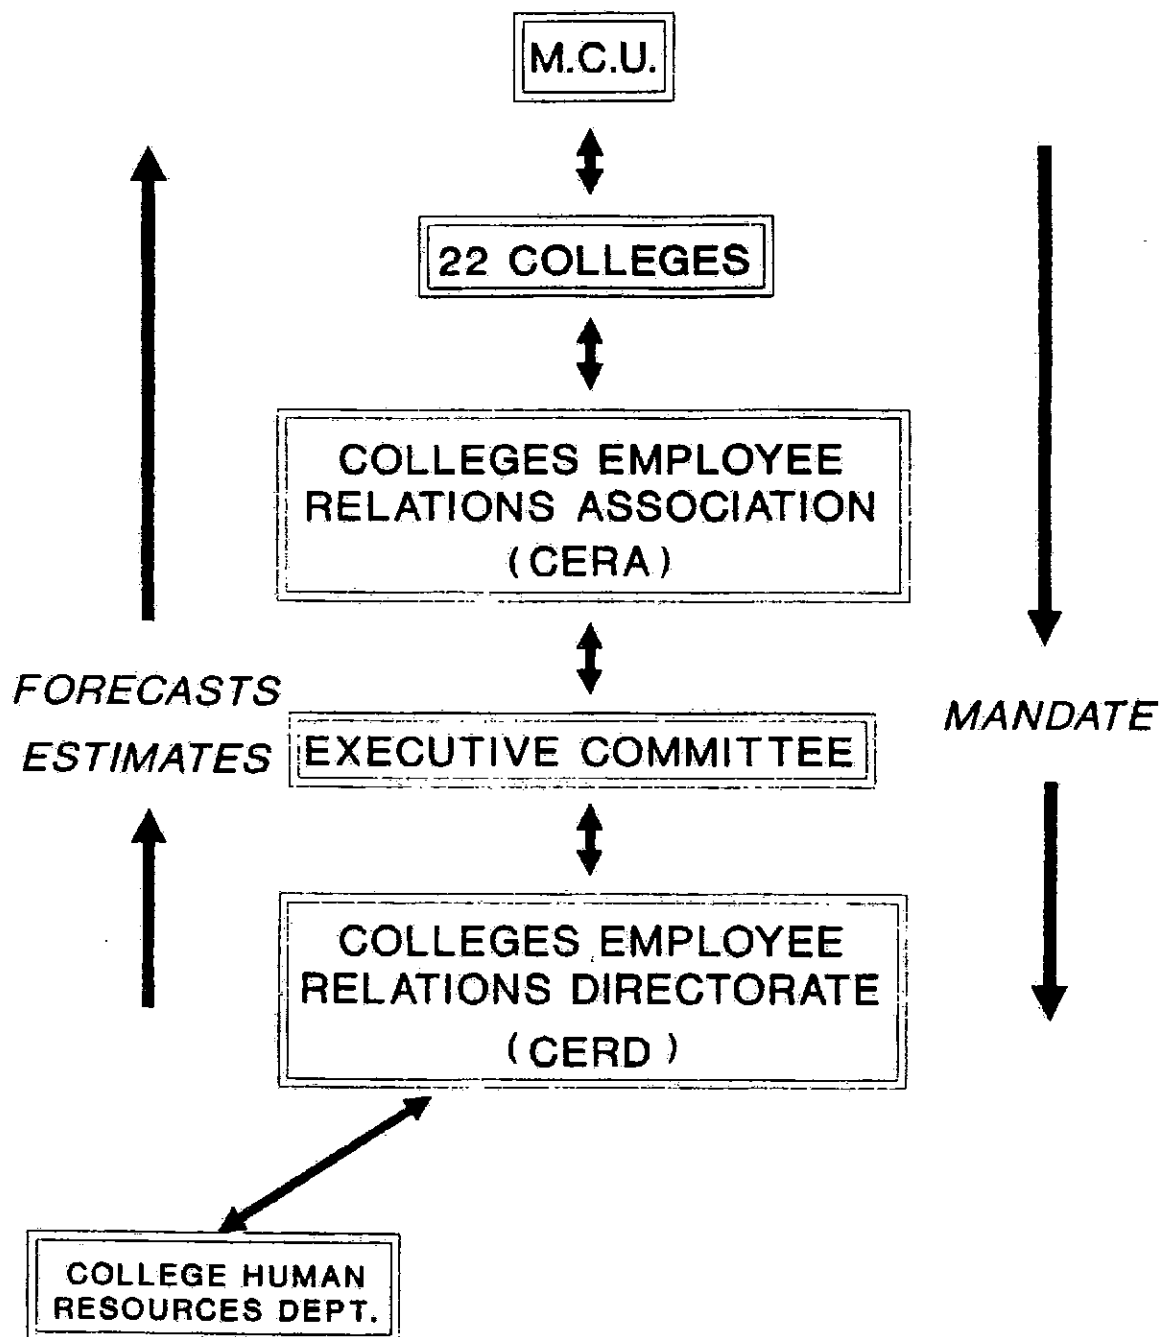 M.C.U.
22 COLLEGES
COLLEGES EMPLOYEE
RELATIONS ASSOCIATION
(CERA)
FORECASTS
ESTIMATES
MANDATE
EXECUTIVE COMMITTEE
COLLEGES EMPLOYEE
RELATIONS DIRECTORATE
(CERD)
COLLEGE HUMAN
RESOURCES DEPT.